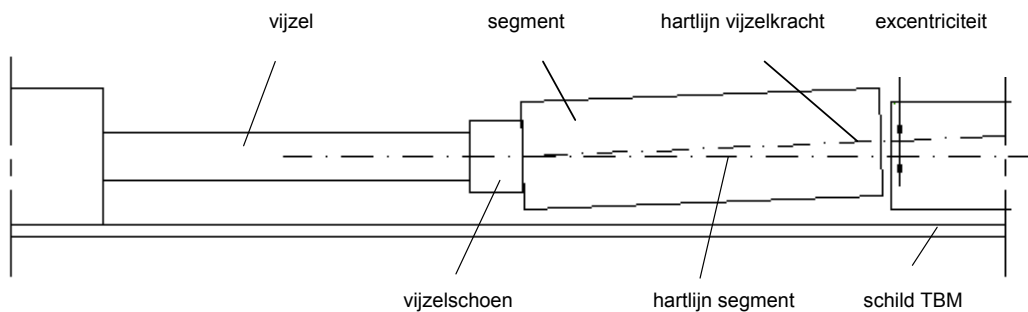 vijzel
segment
hartlijn vijzelkracht
excentriciteit
vijzelschoen
hartlijn segment
schild TBM